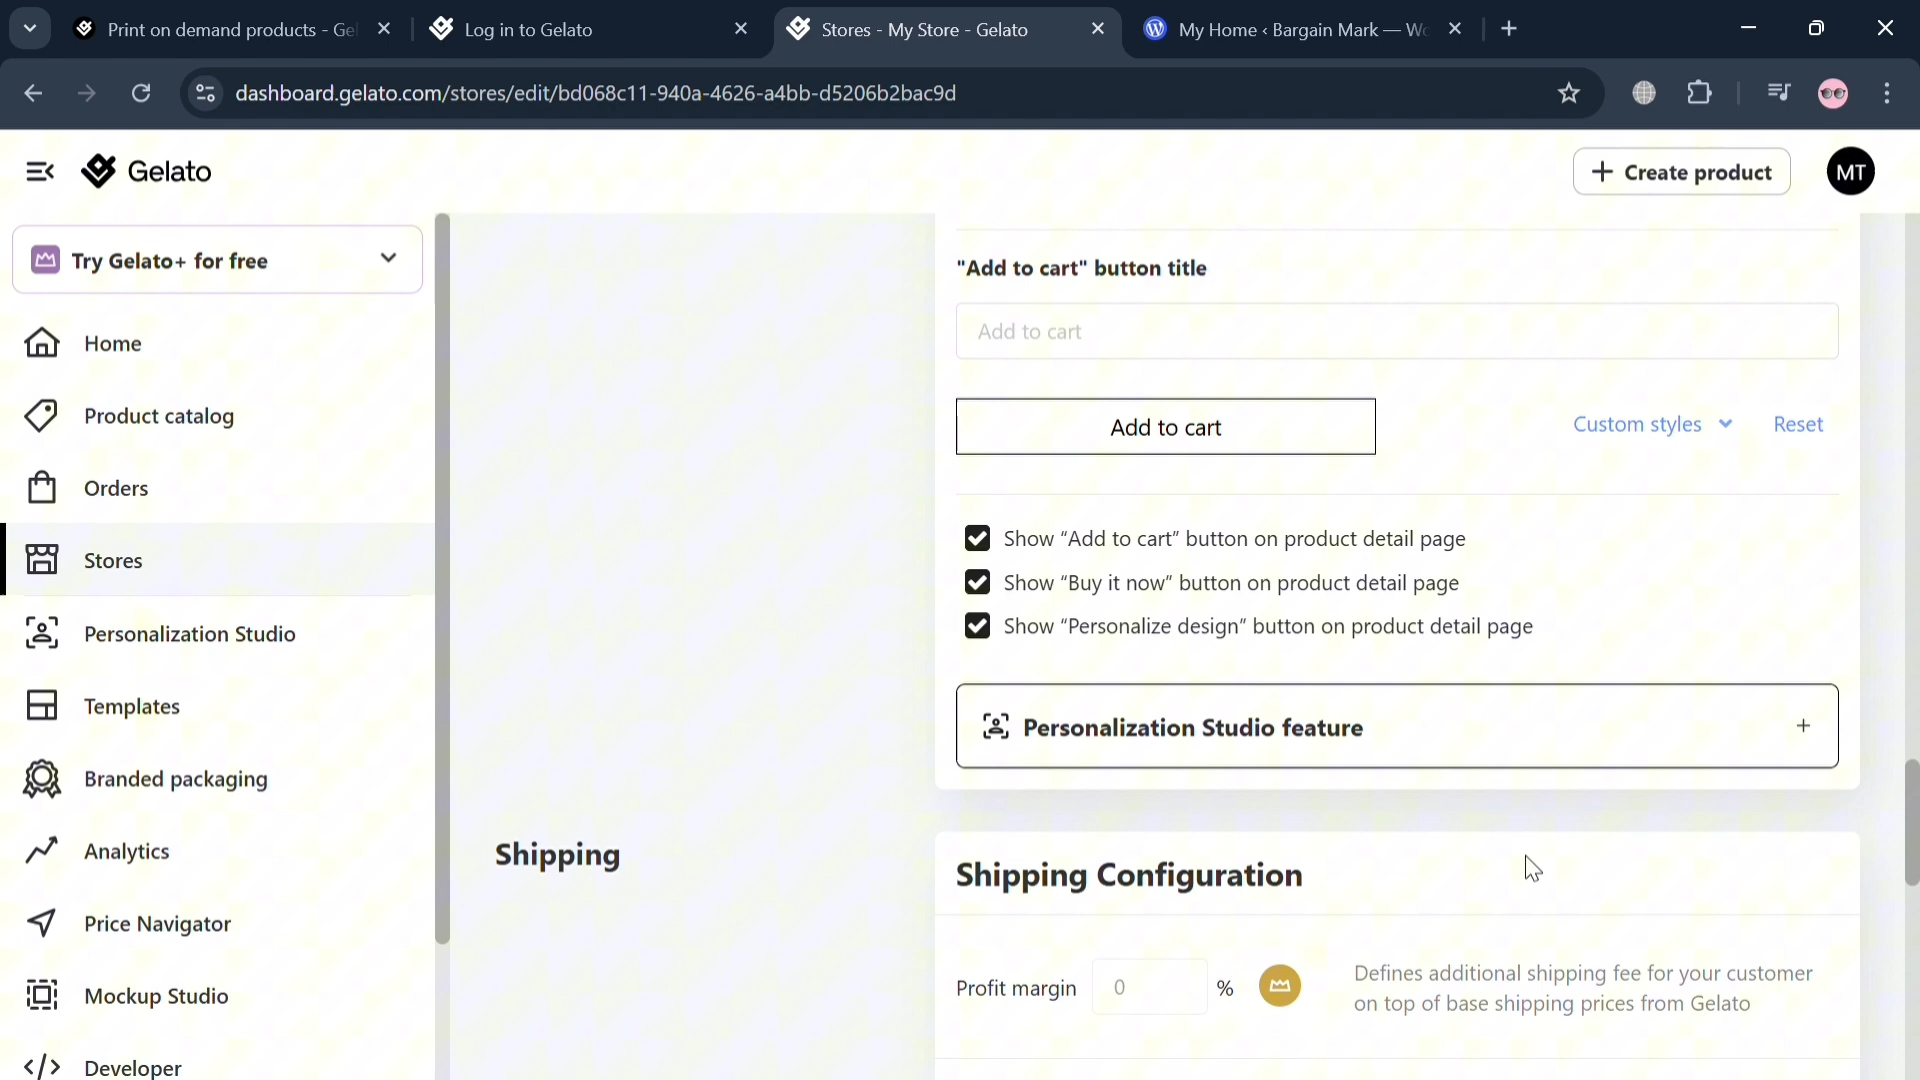 Print on demand products - Gel
Log in to Gelato
Stores - My Store - Gelato
My Home ‹ Bargain Mark — Wo
dashboard.gelato.com/stores/edit/bd068c11-940a-4626-a4bb-d5206b2bac9d
Gelato
Create product
MT
Try Gelato+ for free
Home
Product catalog
Orders
Stores
Personalization Studio
Templates
Branded packaging
Analytics
Price Navigator
Mockup Studio
Developer
"Add to cart" button title
Add to cart
Add to cart
Custom styles
Reset
Show “Add to cart” button on product detail page
Show “Buy it now” button on product detail page
Show “Personalize design” button on product detail page
Personalization Studio feature
Shipping
Shipping Configuration
Profit margin 0 %
Defines additional shipping fee for your customer
on top of base shipping prices from Gelato